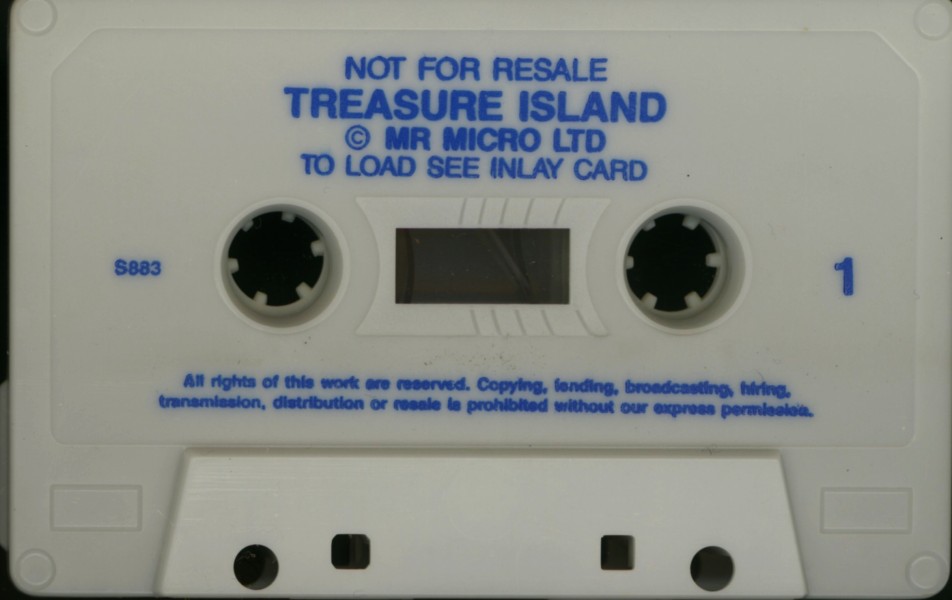 NOT FOR RESALE
TREASURE ISLAND
© MR MICRO LTD
TO LOAD SEE INLAY CARD
S883
1
All rights of this work are reserved. Copying, lending, broadcasting, hiring,
transmission, distribution or resale is prohibited without our express permission.